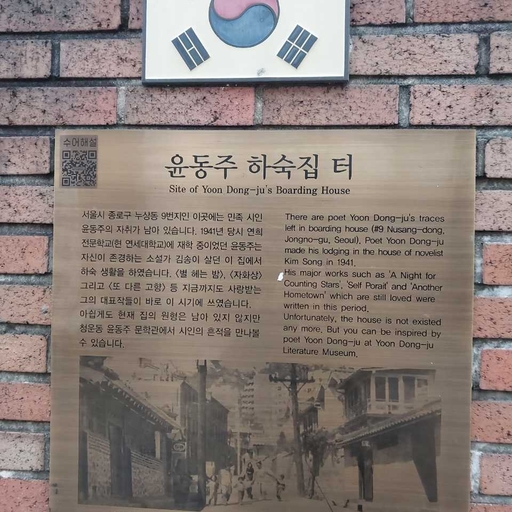 수어해설
윤동주 하숙집 터
Site of Yoon Dong-ju's Boarding House
서울시 종로구 누상동 9번지인 이곳에는 민족 시인
윤동주의 자취가 남아 있습니다. 1941년 당시 연희
전문학교(현 연세대학교)에 재학 중이었던 윤동주는
자신이 존경하는 소설가 김송이 살던 이 집에서
하숙 생활을 하였습니다. 〈별 헤는 밤〉, 〈자화상〉
그리고 〈또 다른 고향〉 등 지금까지도 사랑받는
그의 대표작들이 바로 이 시기에 쓰였습니다.
아쉽게도 현재 집의 원형은 남아 있지 않지만
청운동 윤동주 문학관에서 시인의 흔적을 만나볼
수 있습니다.
There are poet Yoon Dong-ju's traces
left in boarding house (#9 Nusang-dong,
Jongno-gu, Seoul), Poet Yoon Dong-ju
made his lodging in the house of novelist
Kim Song in 1941.
His major works such as 'A Night for
Counting Stars', 'Self Porait' and 'Another
Hometown' which are still loved were
written in this period.
Unfortunately, the house is not existed
any more. But you can be inspired by
poet Yoon Dong-ju at Yoon Dong-ju
Literature Museum.